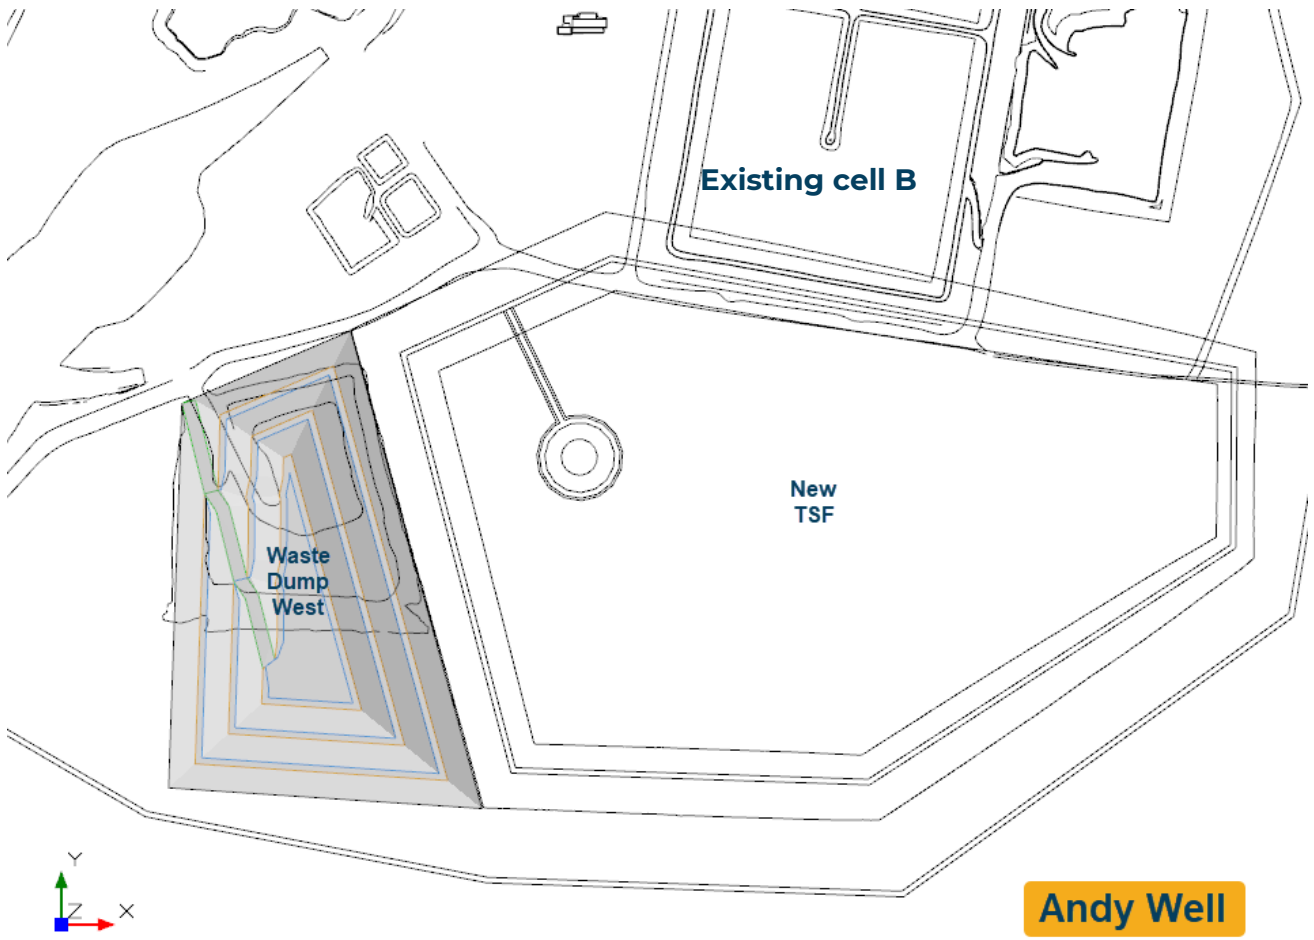 Existing cell B
New
TSF
Waste
Dump
West
Y
Z
X
Andy Well